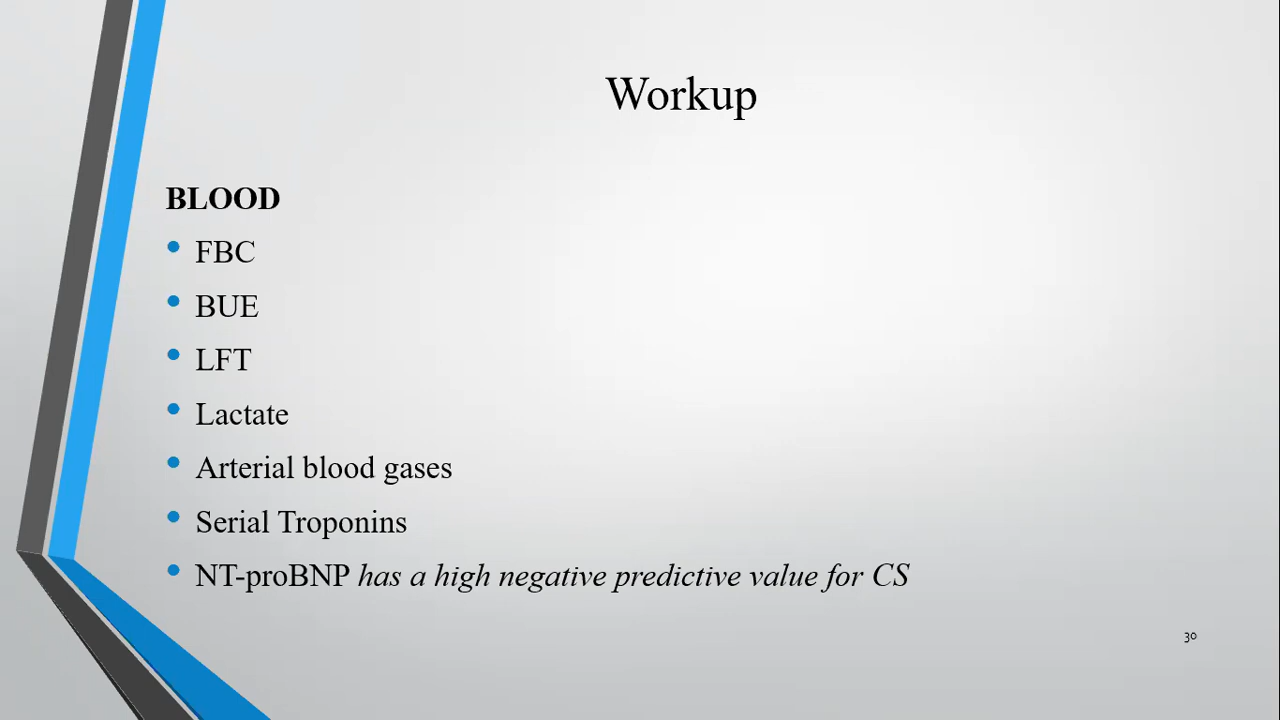 Workup
BLOOD
• FBC
• BUE
• LFT
• Lactate
• Arterial blood gases
• Serial Troponins
• NT-proBNP has a high negative predictive value for CS
30